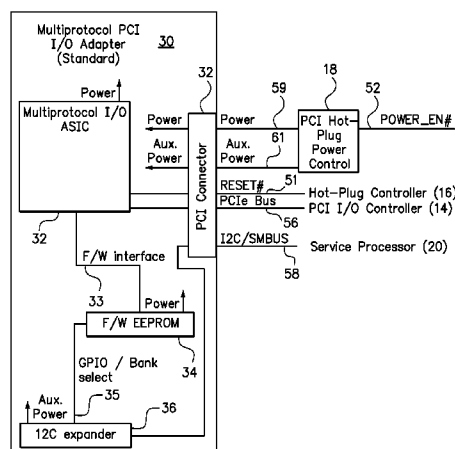 Multiprotocol PCI
I/O Adapter
(Standard)
30
Power
Multiprotocol I/O
ASIC
32
F/W interface
33
Power
F/W EEPROM
34
GPIO / Bank
select
35
Aux.
Power
36
12C expander
32
PCI Connector
Power
Aux.
Power
59
Power
Aux.
Power
61
18
PCI Hot-
Plug
Power
Control
52
POWER_EN#
RESET#
51
Hot-Plug Controller (16)
PCIe Bus
56
PCI I/O Controller (14)
I2C/SMBUS
58
Service Processor (20)